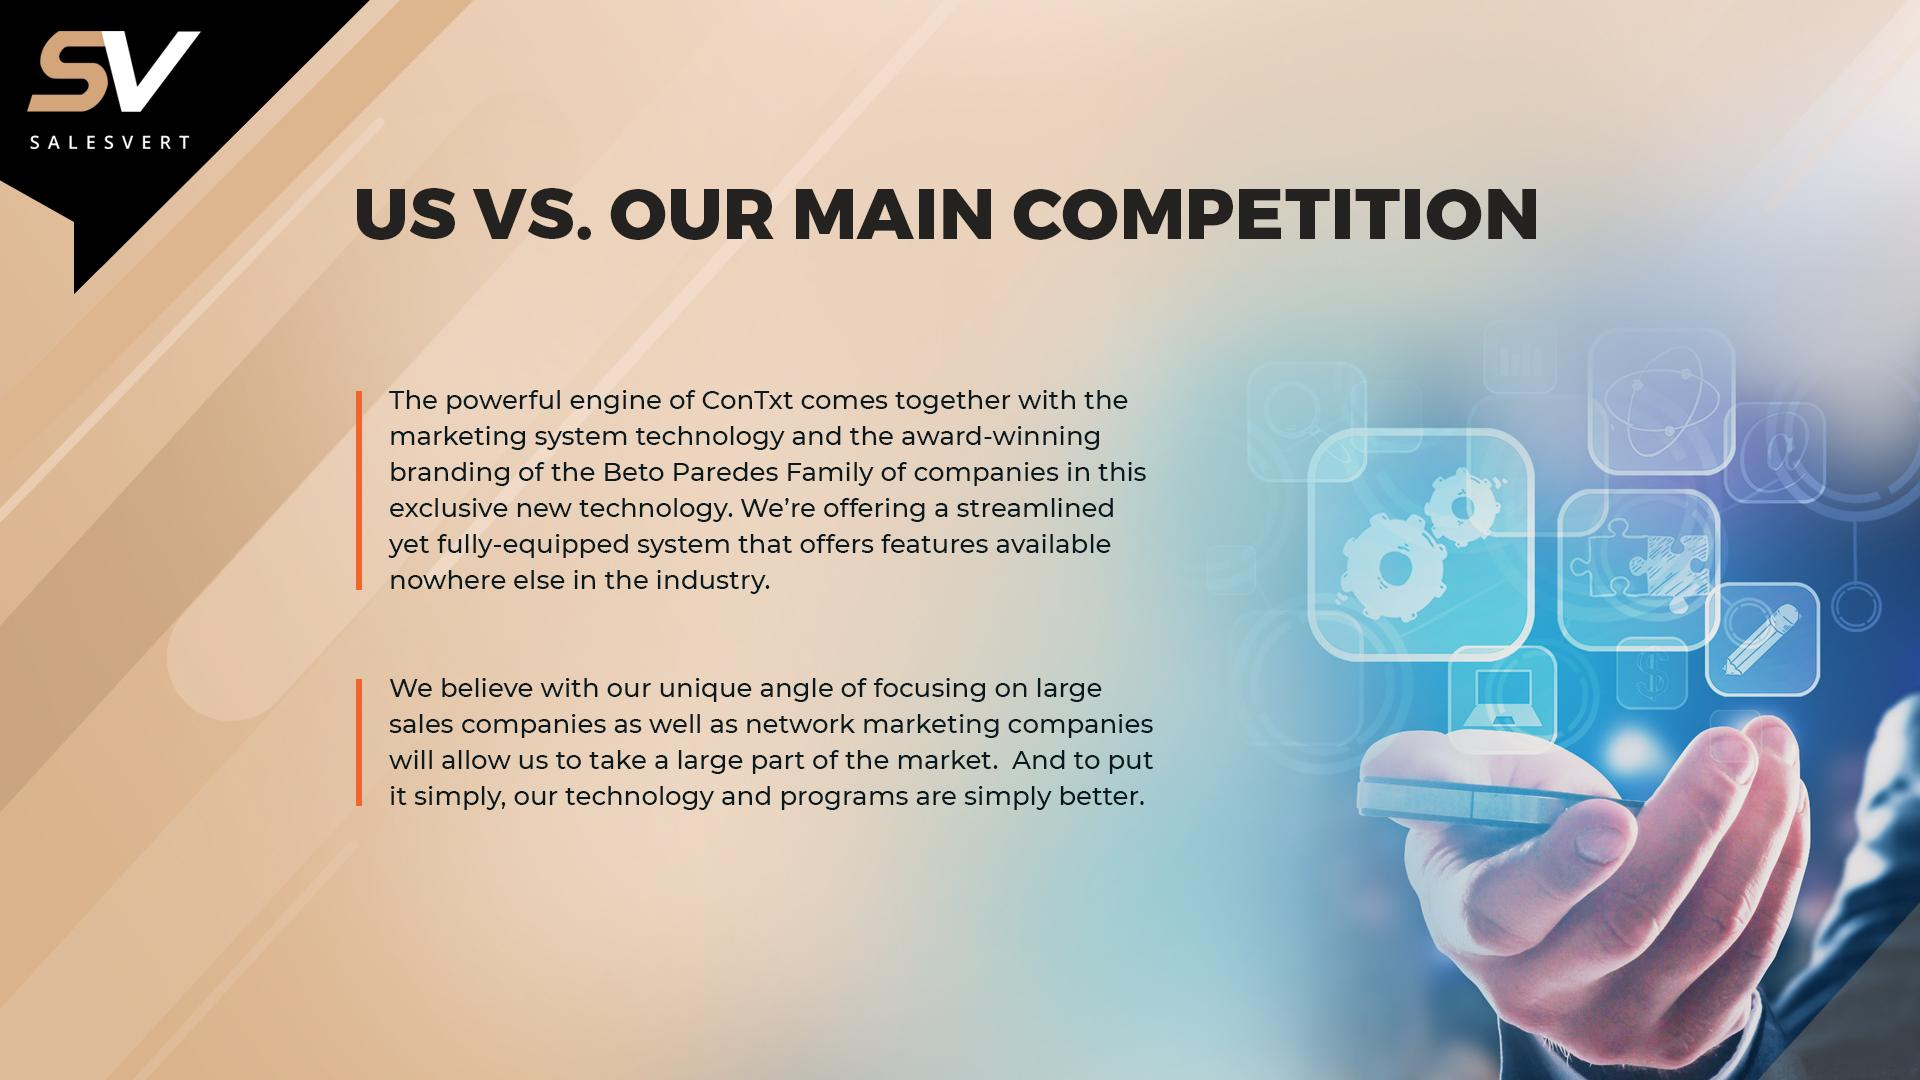 SV
SALESVERT
US VS. OUR MAIN COMPETITION
The powerful engine of ConTxt comes together with the
marketing system technology and the award-winning
branding of the Beto Paredes Family of companies in this
exclusive new technology. We’re offering a streamlined
yet fully-equipped system that offers features available
nowhere else in the industry.
We believe with our unique angle of focusing on large
sales companies as well as network marketing companies
will allow us to take a large part of the market.  And to put
it simply, our technology and programs are simply better.